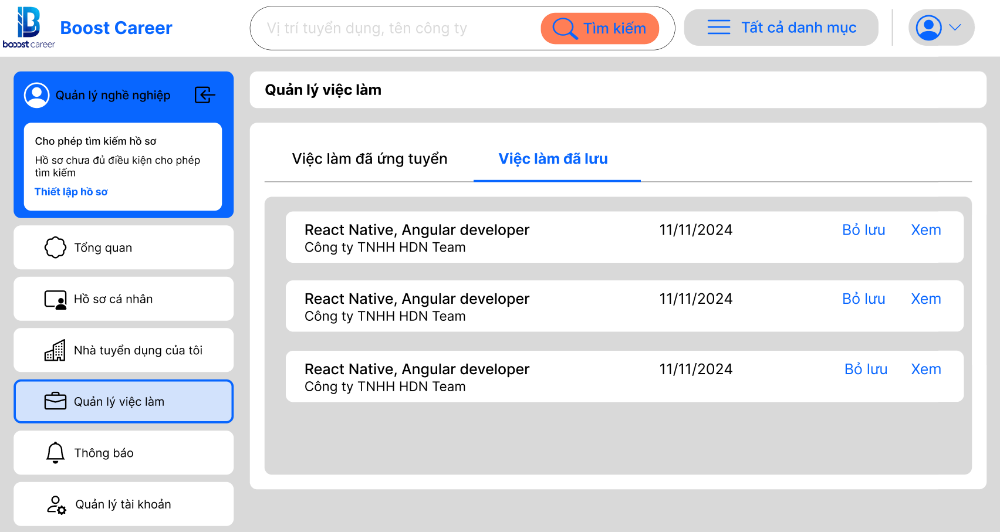 booost career
Boost Career
Vị trí tuyển dụng, tên công ty
Tìm kiếm
Tất cả danh mục
Quản lý nghề nghiệp
Cho phép tìm kiếm hồ sơ
Hồ sơ chưa đủ điều kiện cho phép
tìm kiếm
Thiết lập hồ sơ
Tổng quan
Hồ sơ cá nhân
Nhà tuyển dụng của tôi
Quản lý việc làm
Thông báo
Quản lý tài khoản
Quản lý việc làm
Việc làm đã ứng tuyển
Việc làm đã lưu
React Native, Angular developer
Công ty TNHH HDN Team
11/11/2024
Bỏ lưu
Xem
React Native, Angular developer
Công ty TNHH HDN Team
11/11/2024
Bỏ lưu
Xem
React Native, Angular developer
Công ty TNHH HDN Team
11/11/2024
Bỏ lưu
Xem